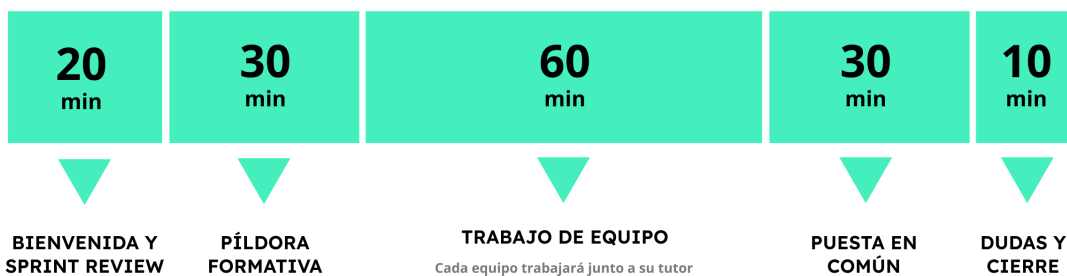 20
min
30
min
60
min
30
min
10
min
BIENVENIDA Y
SPRINT REVIEW
PÍLDORA
FORMATIVA
TRABAJO DE EQUIPO
Cada equipo trabajará junto a su tutor
PUESTA EN
COMÚN
DUDAS Y
CIERRE